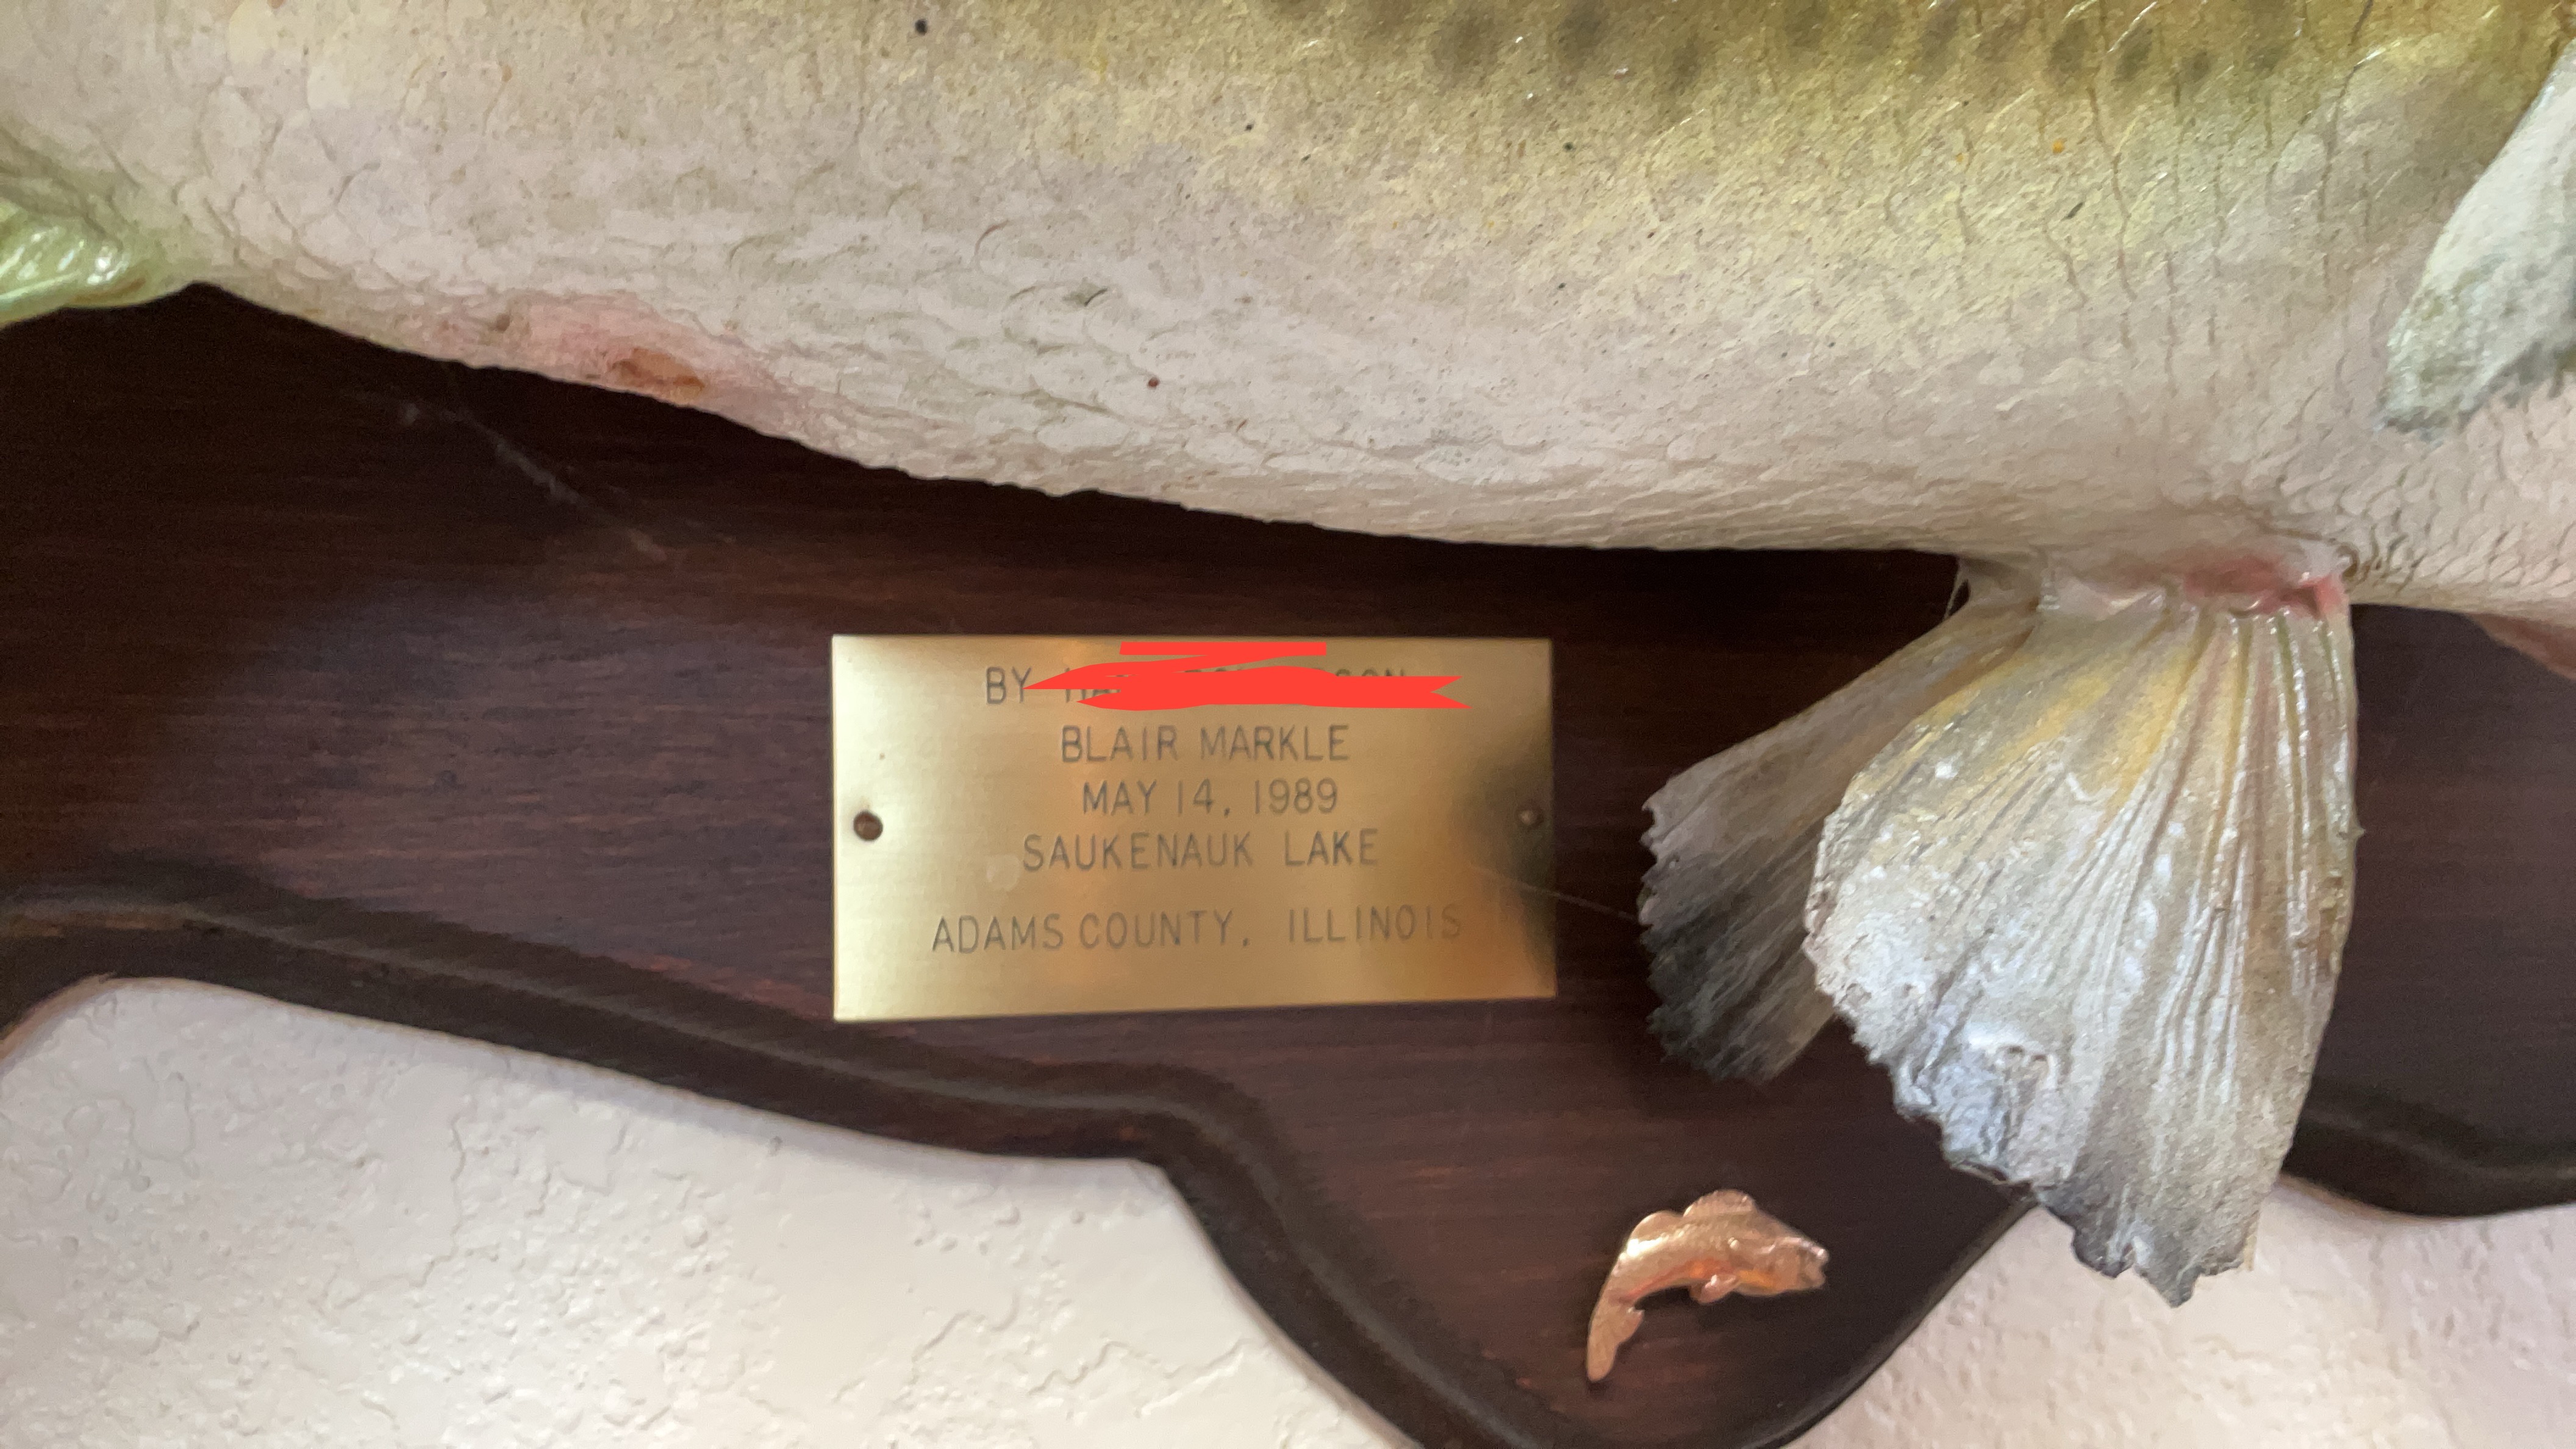 BY
BLAIR MARKLE
MAY 14, 1989
SAUKENAUK LAKE
ADAMS COUNTY, ILLINOIS